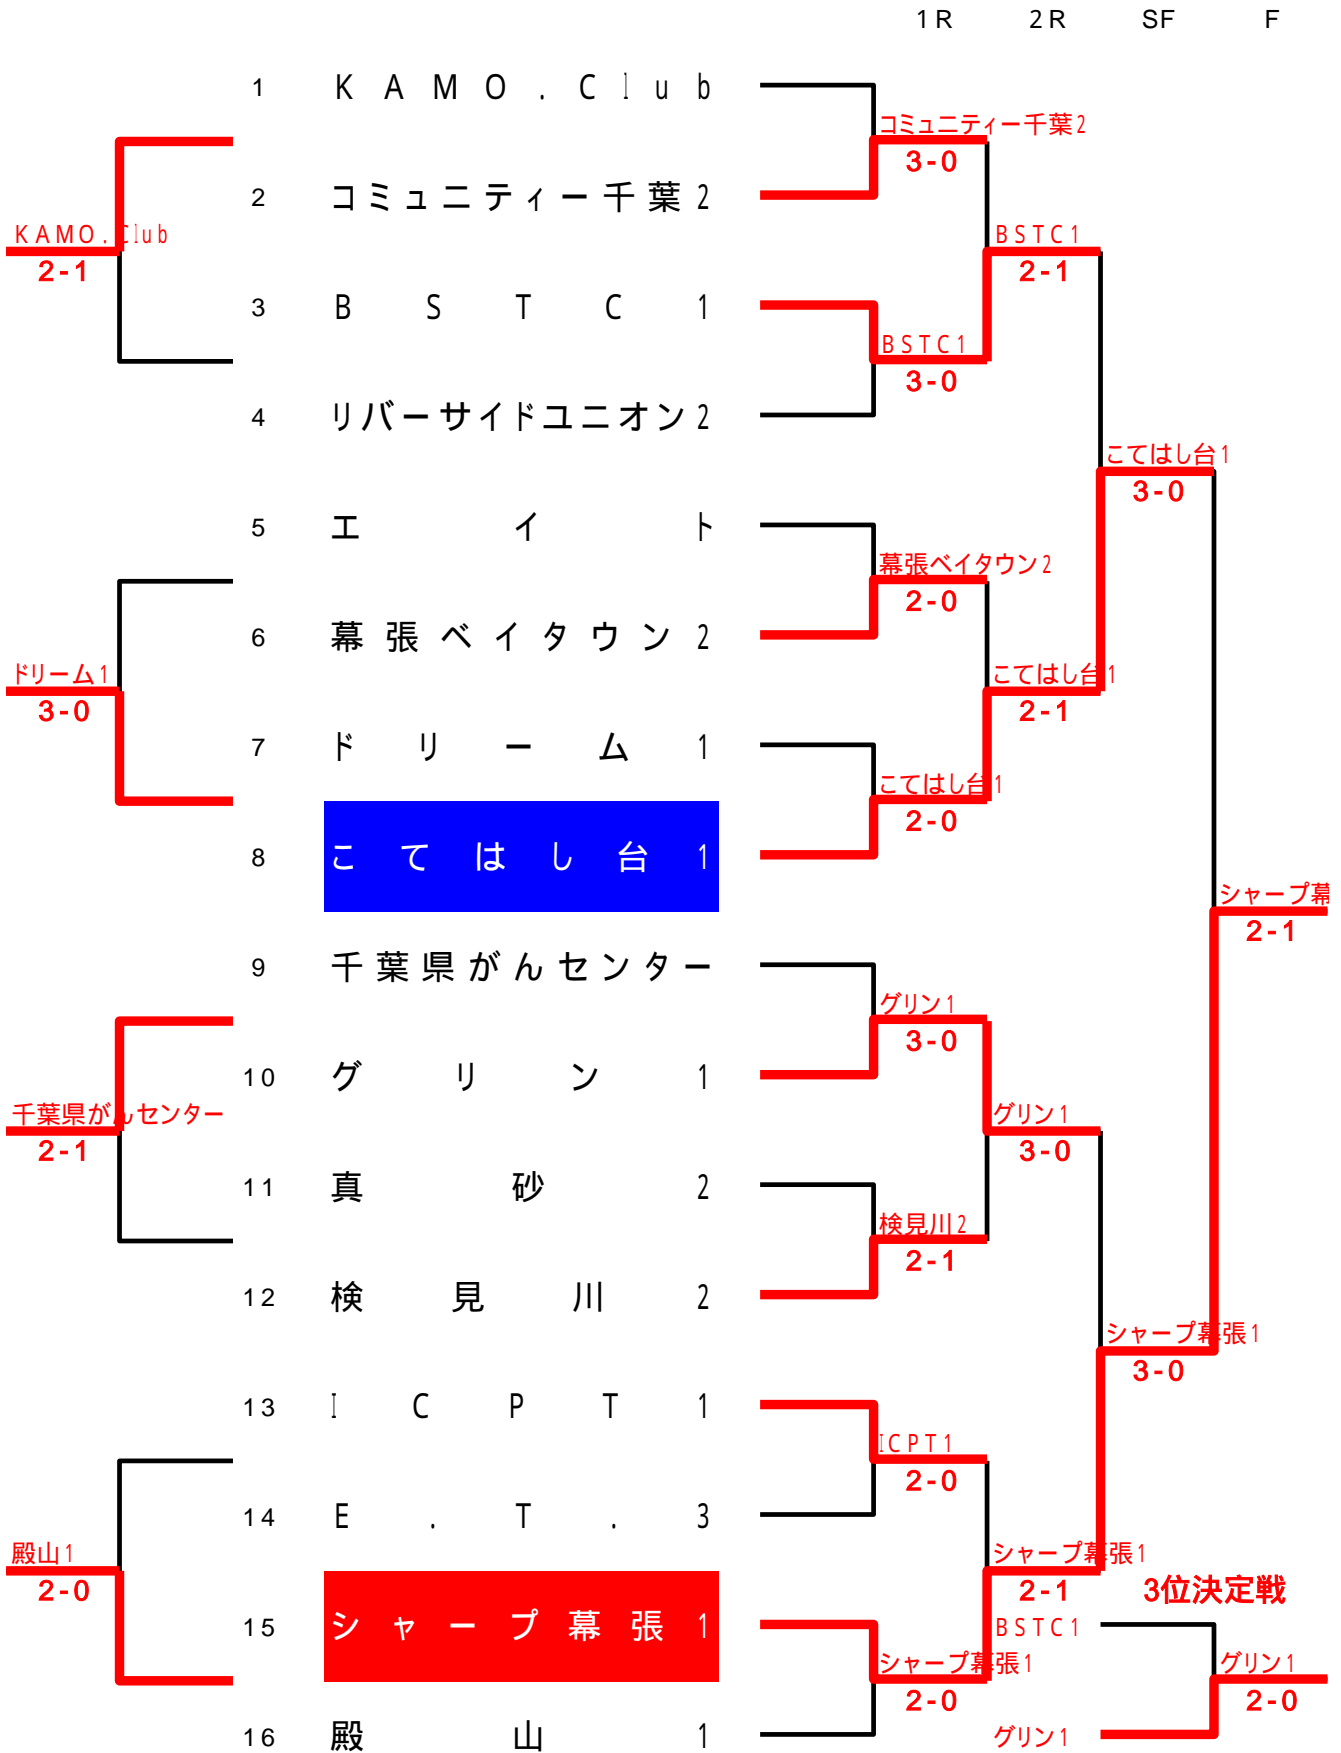 1R 2R SF F
1 KAMO.Club
コミュニティー千葉2
3-0
2 コミュニティー千葉2
KAMO.Club
2-1
BSTC1
2-1
3 BSTC1
BSTC1
3-0
4 リバーサイドユニオン2
こてはし台1
3-0
5 エイト
幕張ベイタウン2
2-0
6 幕張ベイタウン2
ドリーム1
3-0
こてはし台1
2-1
7 ドリーム1
こてはし台1
2-0
8 こてはし台1
シャープ幕
2-1
9 千葉県がんセンター
グリン1
3-0
10 グリン1
千葉県がんセンター
2-1
グリン1
3-0
11 真砂2
検見川2
2-1
12 検見川2
シャープ幕張1
3-0
13 ICPT1
ICPT1
2-0
14 E.T.3
殿山1
2-0
シャープ幕張1
2-1
3位決定戦
15 シャープ幕張1
BSTC1
シャープ幕張1
2-0
グリン1
2-0
16 殿山1
グリン1